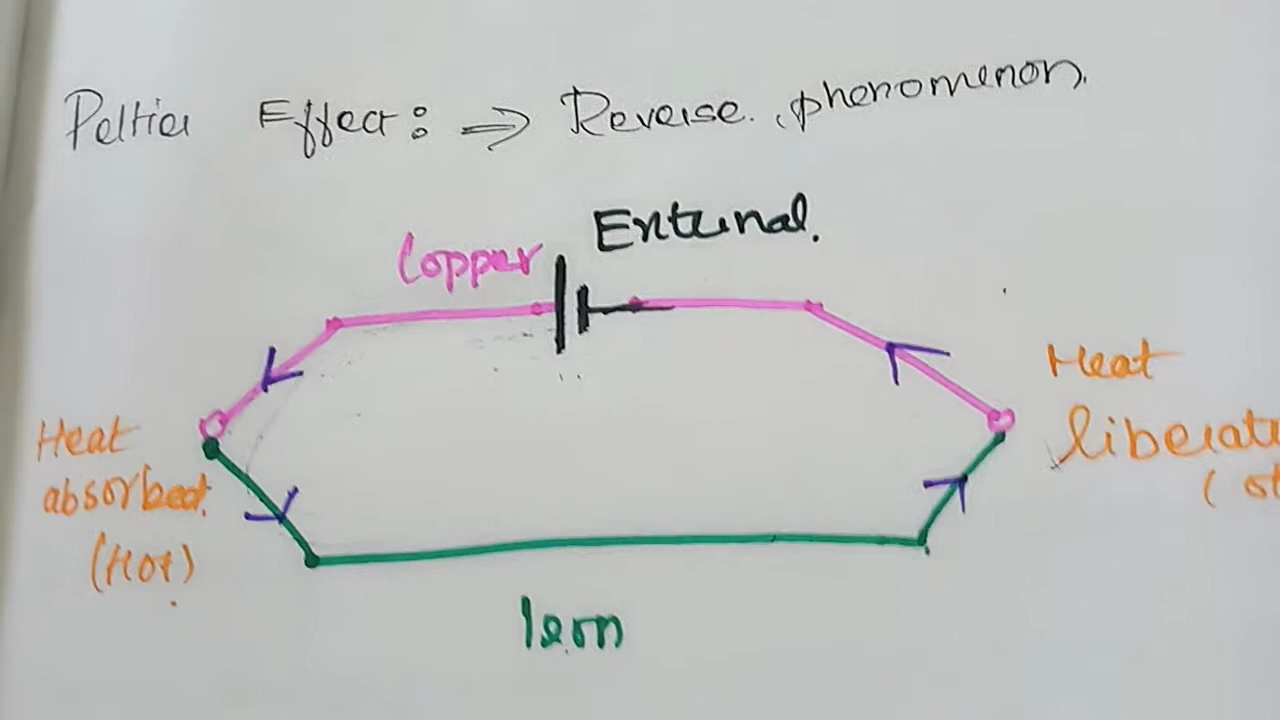 Peltier Effect: ⇒ Reverse phenomenon.
External.
Copper
Heat
liberate
Heat
absorbed.
(Hot)
Iron